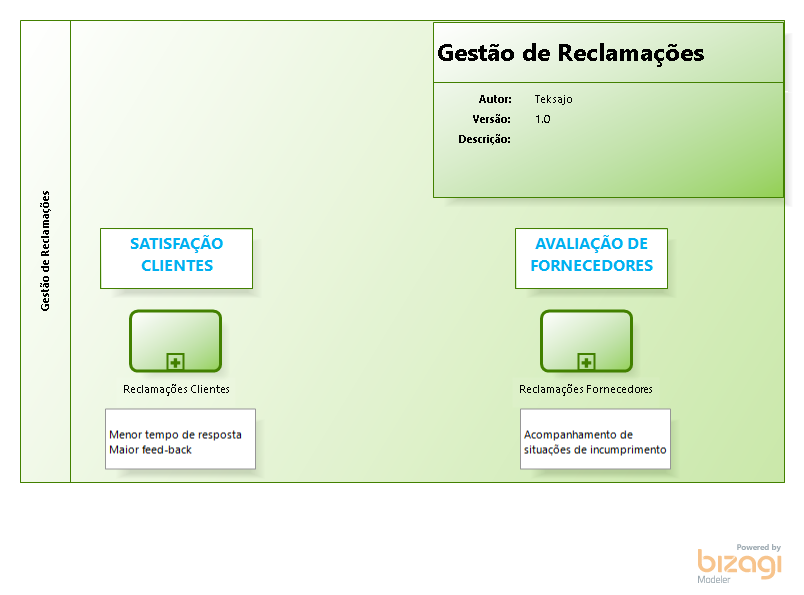 Gestão de Reclamações
Autor: Teksajo
Versão: 1.0
Descrição:
Gestão de Reclamações
SATISFAÇÃO
CLIENTES
AVALIAÇÃO DE
FORNECEDORES
Reclamações Clientes
Reclamações Fornecedores
Menor tempo de resposta
Maior feed-back
Acompanhamento de
situações de incumprimento
Powered by
bizagi
Modeler